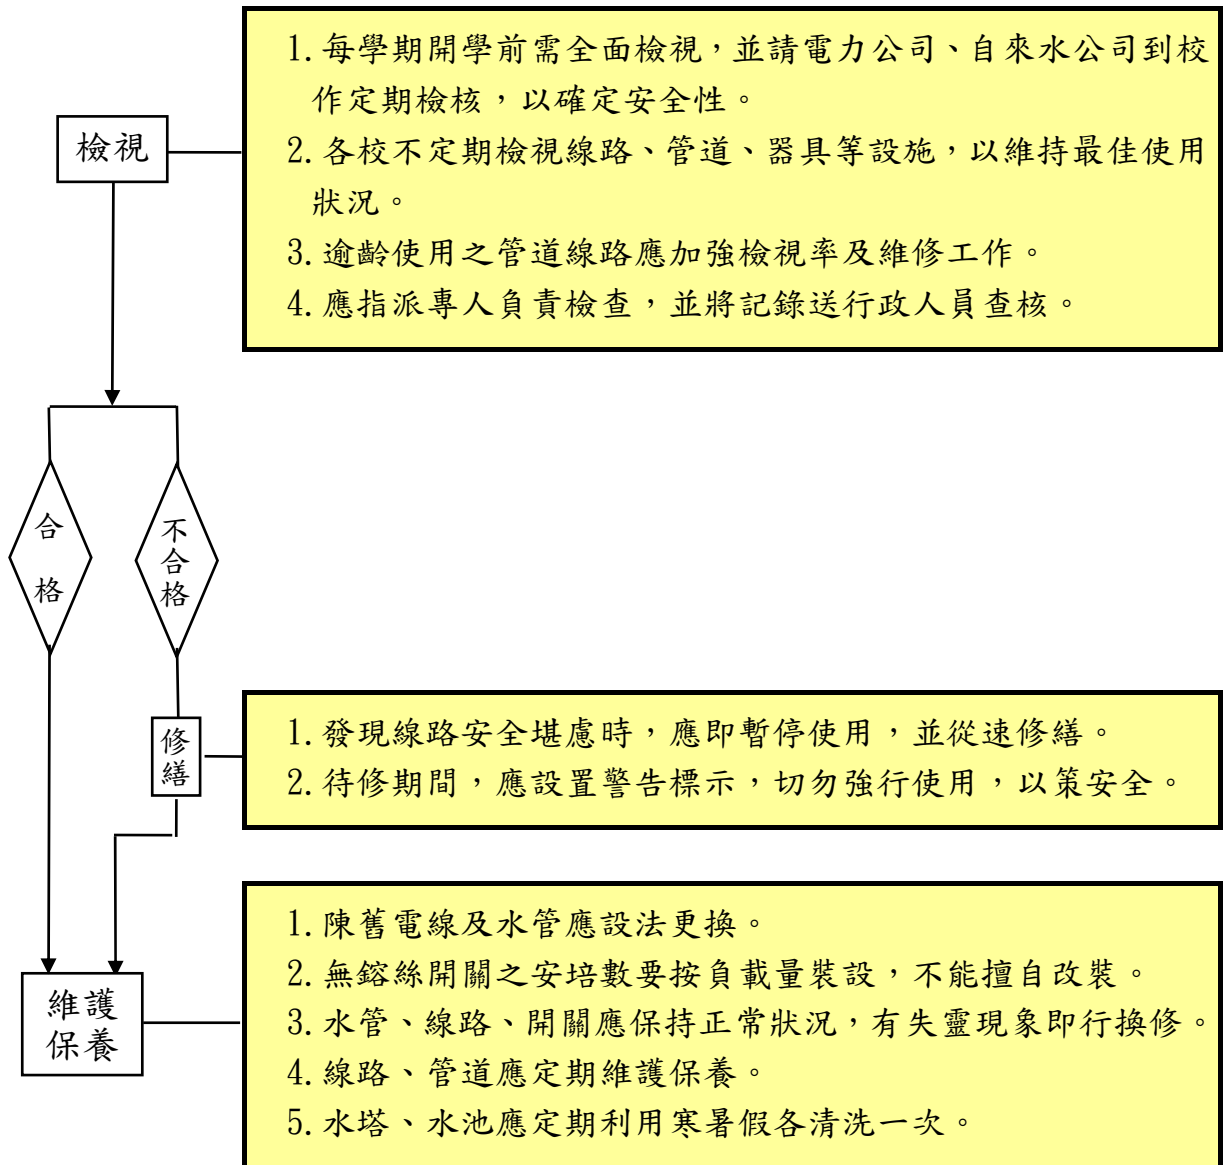 檢視
1.每學期開學前需全面檢視，並請電力公司、自來水公司到校
作定期檢核，以確定安全性。
2.各校不定期檢視線路、管道、器具等設施，以維持最佳使用
狀況。
3.逾齡使用之管道線路應加強檢視率及維修工作。
4.應指派專人負責檢查，並將記錄送行政人員查核。
合
格
不
合
格
修
繕
1.發現線路安全堪慮時，應即暫停使用，並從速修繕。
2.待修期間，應設置警告標示，切勿強行使用，以策安全。
維護
保養
1.陳舊電線及水管應設法更換。
2.無鎔絲開關之安培數要按負載量裝設，不能擅自改裝。
3.水管、線路、開關應保持正常狀況，有失靈現象即行換修。
4.線路、管道應定期維護保養。
5.水塔、水池應定期利用寒暑假各清洗一次。